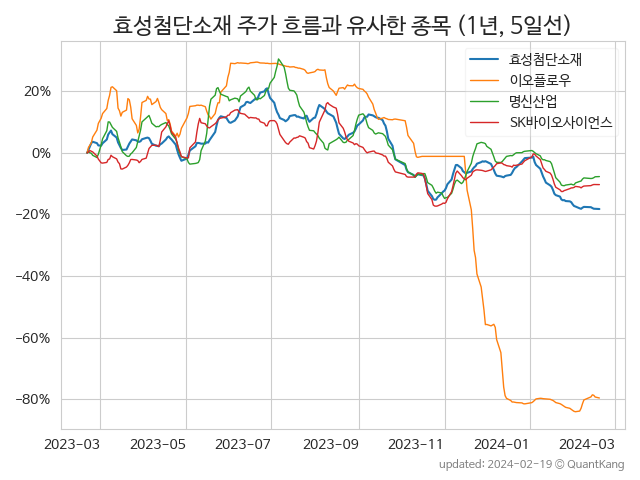 효성첨단소재 주가 흐름과 유사한 종목 (1년, 5일선)
효성첨단소재
이오플로우
명신산업
SK바이오사이언스
20%
0%
−20%
−40%
−60%
−80%
2023-03 2023-05 2023-07 2023-09 2023-11 2024-01 2024-03
updated: 2024-02-19 © QuantKang